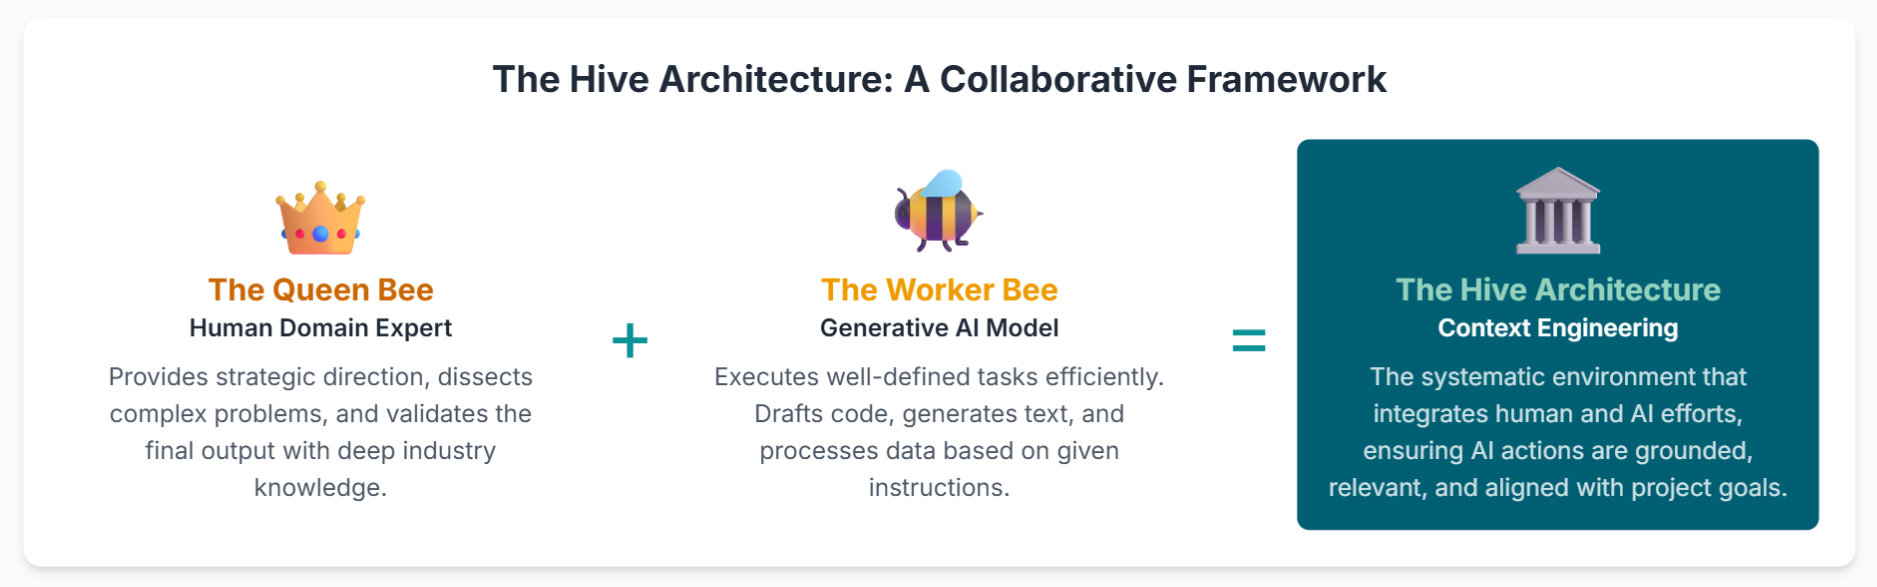 The Hive Architecture: A Collaborative Framework
The Queen Bee
Human Domain Expert
Provides strategic direction, dissects
complex problems, and validates the
final output with deep industry
knowledge.
+
The Worker Bee
Generative AI Model
Executes well-defined tasks efficiently.
Drafts code, generates text, and
processes data based on given
instructions.
=
The Hive Architecture
Context Engineering
The systematic environment that
integrates human and AI efforts,
ensuring AI actions are grounded,
relevant, and aligned with project goals.